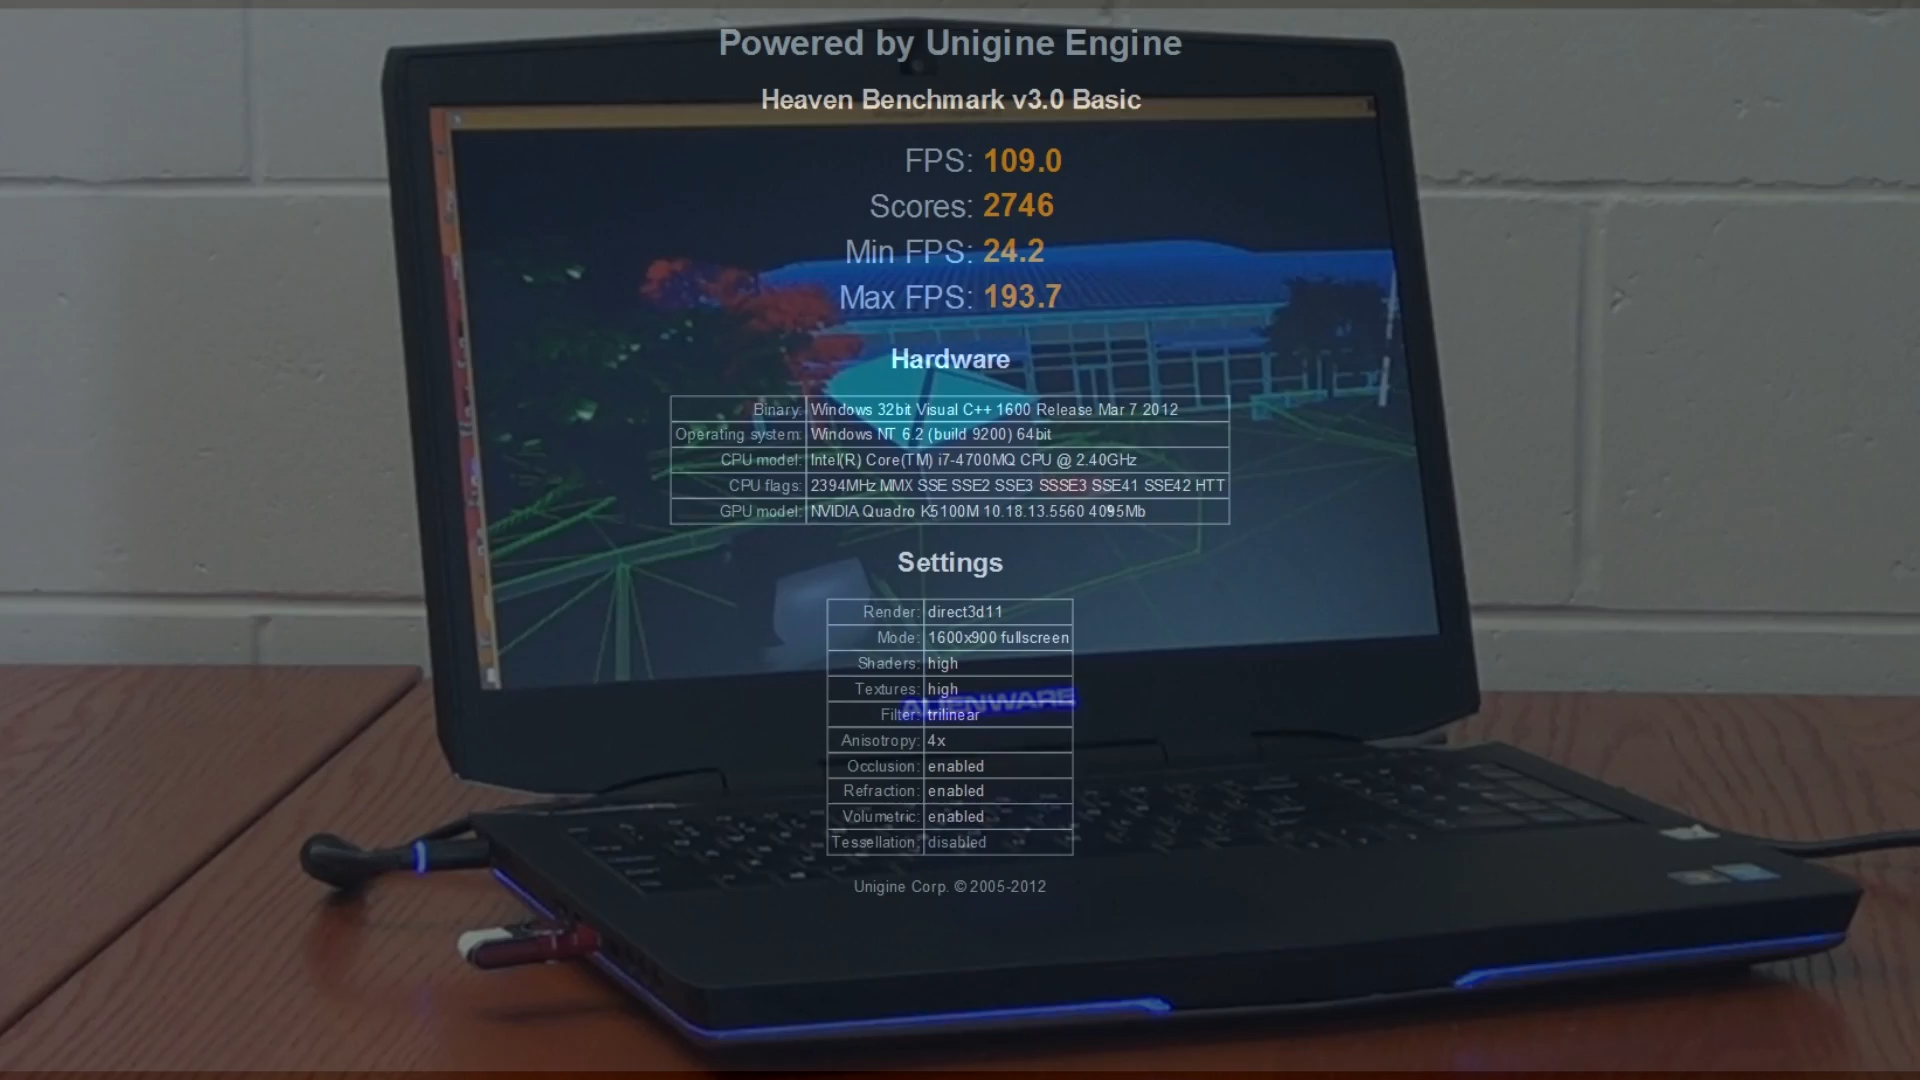 Powered by Unigine Engine
Heaven Benchmark v3.0 Basic
FPS: 109.0
Scores: 2746
Min FPS: 24.2
Max FPS: 193.7
Hardware
Binary: Windows 32bit Visual C++ 1600 Release Mar 7 2012
Operating system: Windows NT 6.2 (build 9200) 64bit
CPU model: Intel(R) Core(TM) i7-4700MQ CPU @ 2.40GHz
CPU flags: 2394MHz MMX SSE SSE2 SSE3 SSSE3 SSE41 SSE42 HTT
GPU model: NVIDIA Quadro K5100M 10.18.13.5560 4095Mb
Settings
Render: direct3d11
Mode: 1600x900 fullscreen
Shaders: high
Textures: high
ALIENWARE
Filter: trilinear
Anisotropy: 4x
Occlusion: enabled
Refraction: enabled
Volumetric: enabled
Tessellation: disabled
Unigine Corp. © 2005-2012